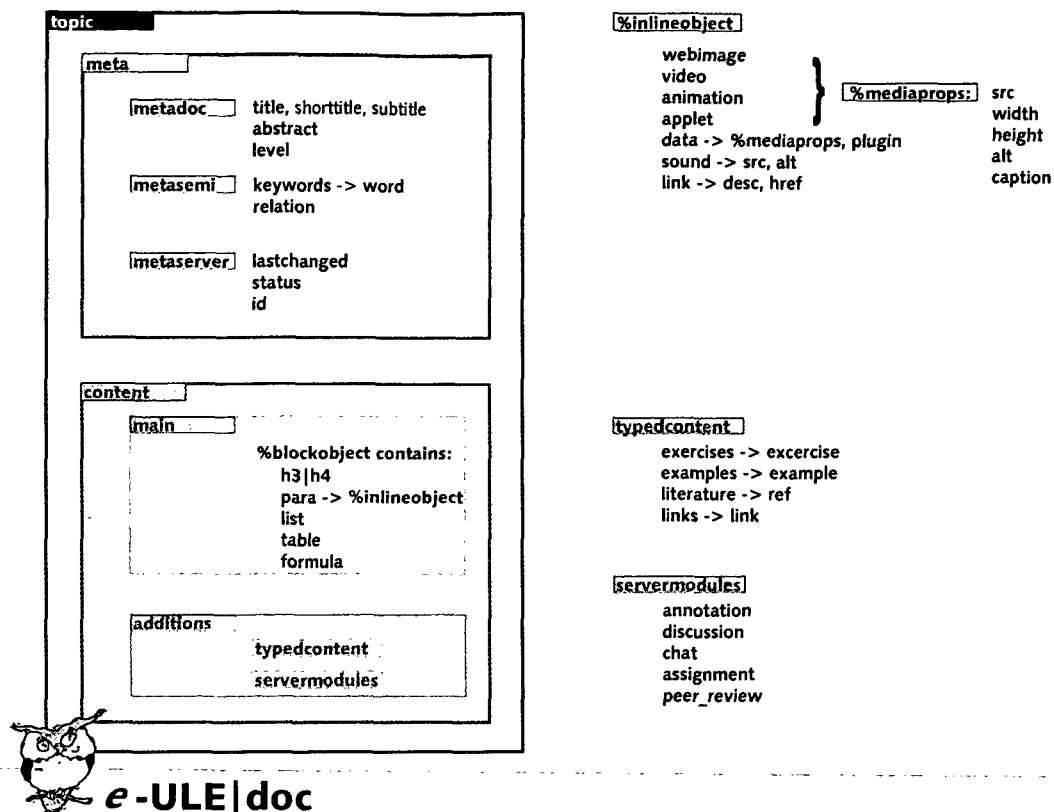 topic
meta
metadoc title, shorttitle, subtitle
abstract
level
metasemi keywords -> word
relation
metaserver lastchanged
status
id
content
main
%blockobject contains:
h3|h4
para -> %inlineobject
list
table
formula
additions
typedcontent
servermodules
%inlineobject
webimage
video
animation
applet
} %mediaprops:
src
width
height
alt
caption
data -> %mediaprops, plugin
sound -> src, alt
link -> desc, href
typedcontent
exercises -> excercise
examples -> example
literature -> ref
links -> link
servermodules
annotation
discussion
chat
assignment
peer_review
e-ULE|doc